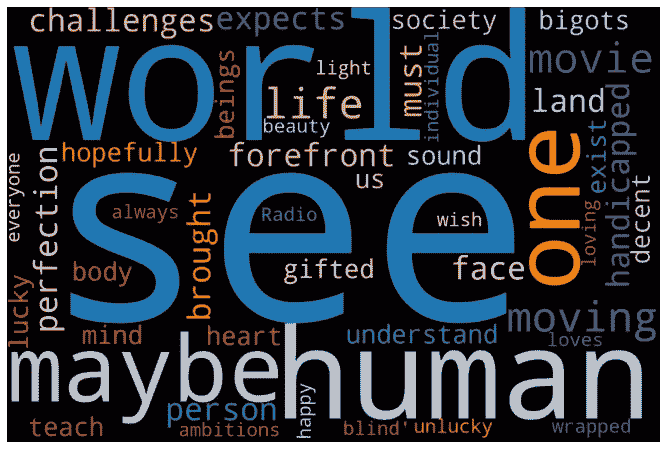 challenges
expects
society
bigots
world
light
beings
life
must
individual
movie
beauty
land
hopefully
forefront
sound
one
exist
handicapped
everyone
perfection
us
see
always
brought
Radio
wish
loving
decent
lucky
body
gifted
face
mind
heart
understand
moving
loves
maybe
human
person
happy
teach
ambitions
blind'
unlucky
wrapped